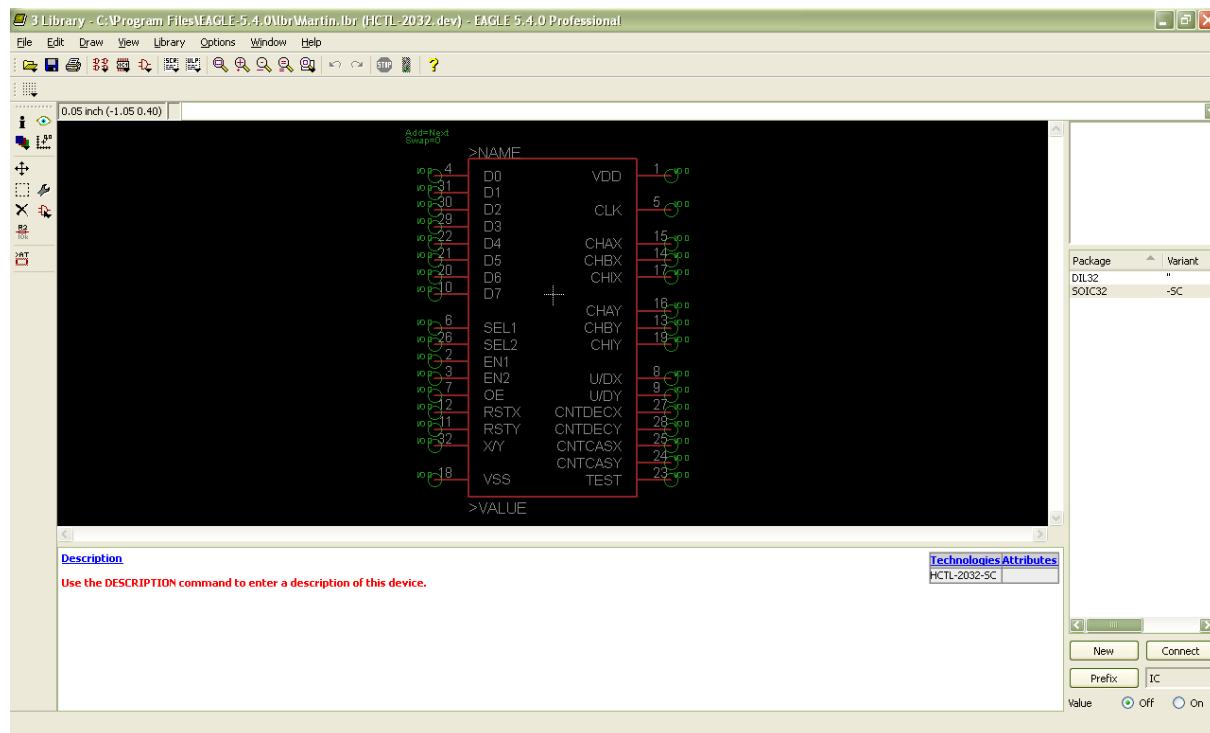 3 Library - C:\Program Files\EAGLE-5.4.0\lbr\Martin.lbr (HCTL-2032.dev) - EAGLE 5.4.0 Professional
File Edit Draw View Library Options Window Help
0.05 inch (-1.05 0.40)
Add=Next
Swap=0
>NAME
4 D0 VDD 1
31 D1
30 D2 CLK 5
29 D3
22 D4 CHAX 15
21 D5 CHBX 14
20 D6 CHIX 17
10 D7
CHAY 16
6 SEL1 CHBY 13
26 SEL2 CHIY 19
2 EN1
3 EN2 U/DX 8
7 OE U/DY 9
12 RSTX CNTDECX 27
11 RSTY CNTDECY 28
32 X/Y CNTCASX 25
CNTCASY 24
18 VSS TEST 23
>VALUE
Package Variant
DIL32 ''
SOIC32 -SC
Description
Use the DESCRIPTION command to enter a description of this device.
Technologies Attributes
HCTL-2032-SC
New Connect
Prefix IC
Value Off On